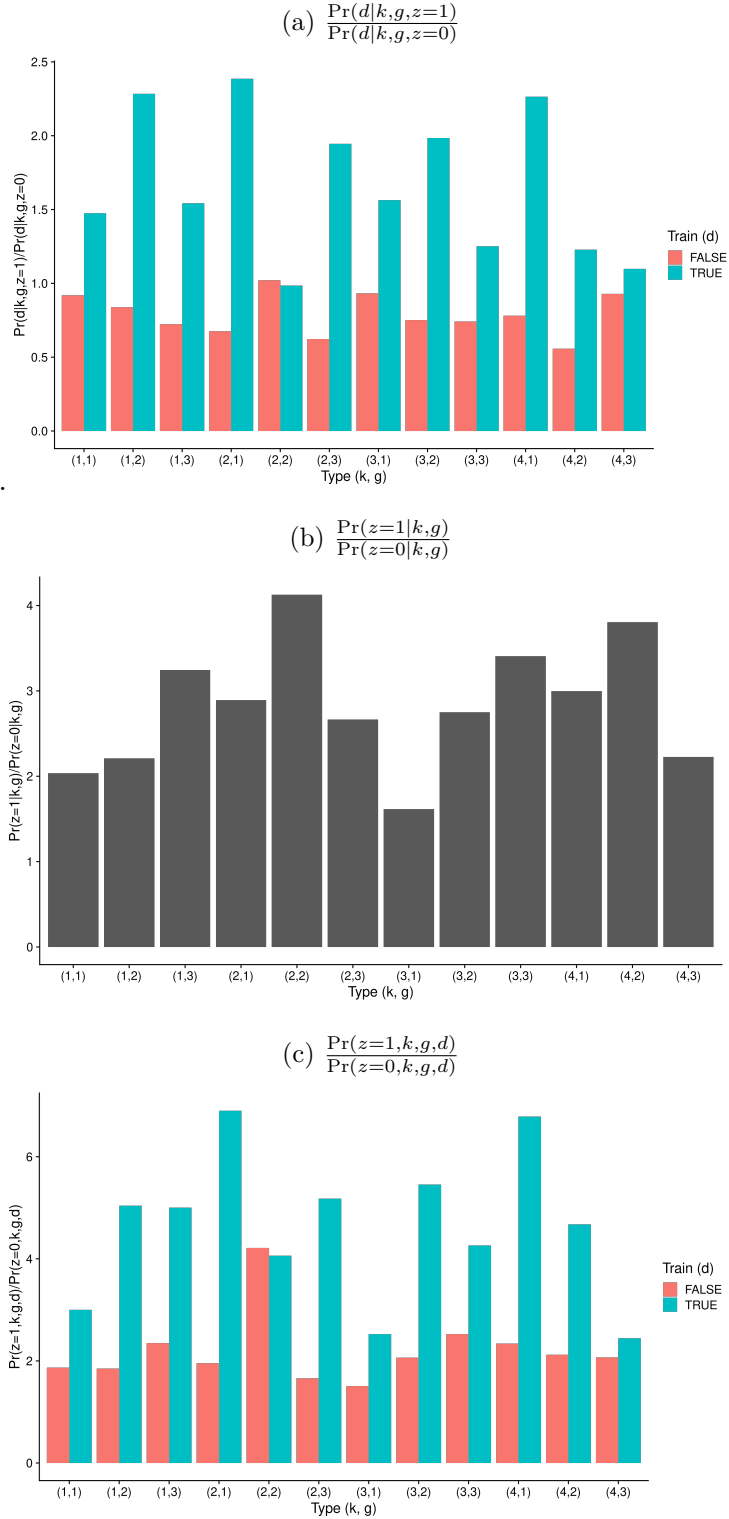 (a) Pr(d|k,g,z=1) / Pr(d|k,g,z=0)
2.5
2.0
1.5
1.0
0.5
0.0
Pr(d|k,g,z=1)/Pr(d|k,g,z=0)
(1,1) (1,2) (1,3) (2,1) (2,2) (2,3) (3,1) (3,2) (3,3) (4,1) (4,2) (4,3)
Type (k, g)
Train (d)
FALSE
TRUE
.
(b) Pr(z=1|k,g) / Pr(z=0|k,g)
4
3
2
1
0
Pr(z=1|k,g)/Pr(z=0|k,g)
(1,1) (1,2) (1,3) (2,1) (2,2) (2,3) (3,1) (3,2) (3,3) (4,1) (4,2) (4,3)
Type (k, g)
(c) Pr(z=1,k,g,d) / Pr(z=0,k,g,d)
6
4
2
0
Pr(z=1,k,g,d)/Pr(z=0,k,g,d)
(1,1) (1,2) (1,3) (2,1) (2,2) (2,3) (3,1) (3,2) (3,3) (4,1) (4,2) (4,3)
Type (k, g)
Train (d)
FALSE
TRUE